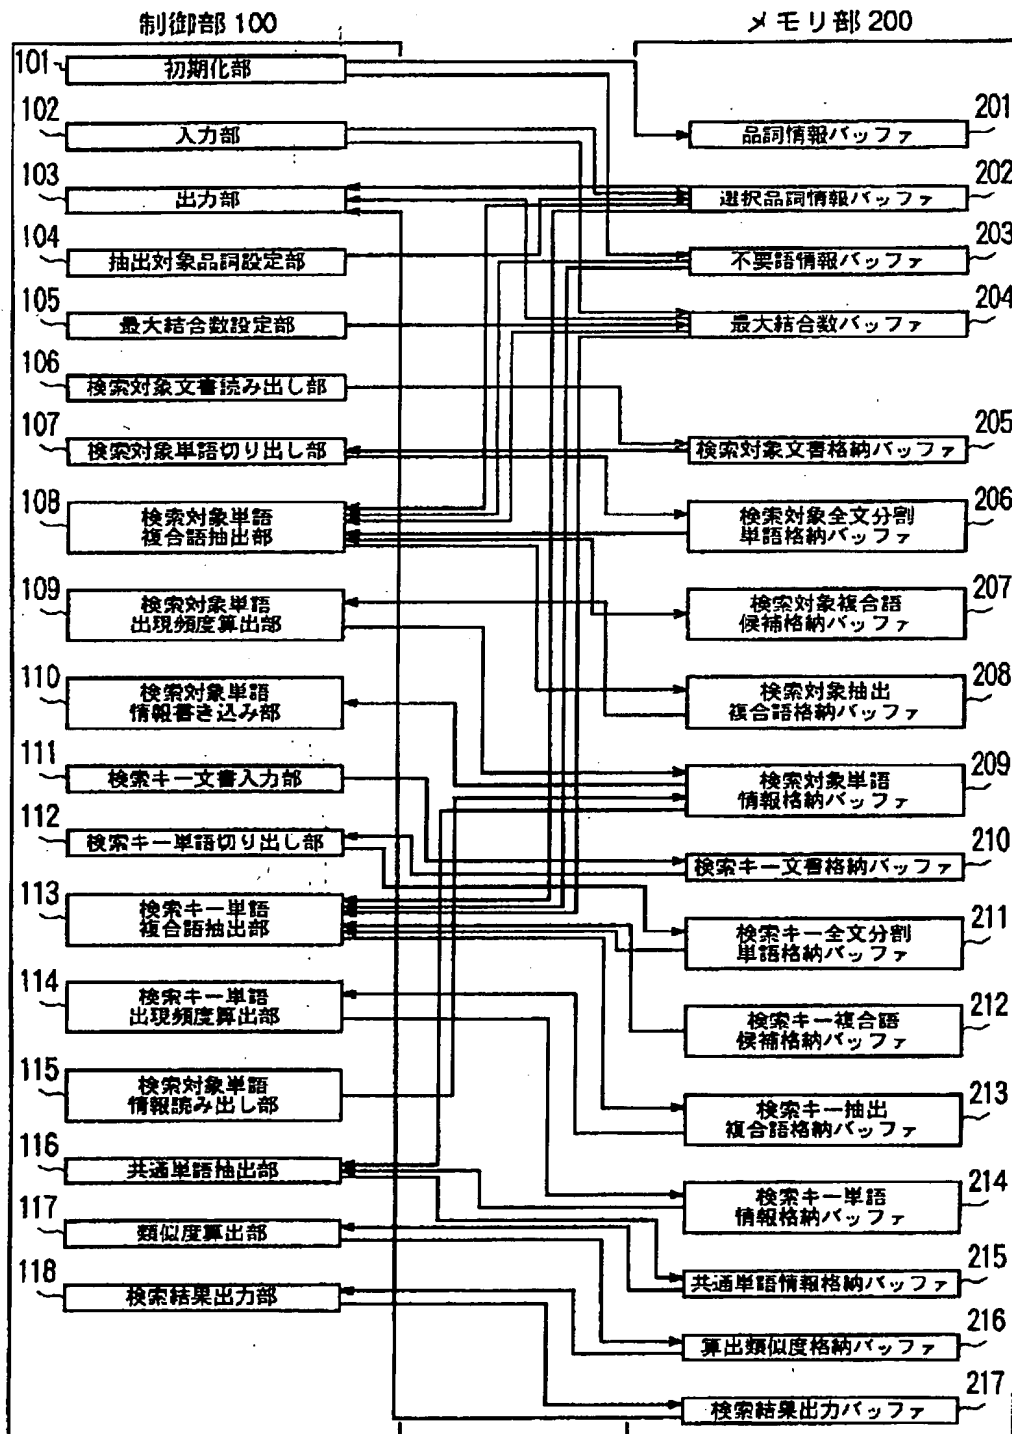 制御部 100
メモリ部 200
101
初期化部
102
入力部
103
出力部
104
抽出対象品詞設定部
105
最大結合数設定部
106
検索対象文書読み出し部
107
検索対象単語切り出し部
108
検索対象単語
複合語抽出部
109
検索対象単語
出現頻度算出部
110
検索対象単語
情報書き込み部
111
検索キー文書入力部
112
検索キー単語切り出し部
113
検索キー単語
複合語抽出部
114
検索キー単語
出現頻度算出部
115
検索対象単語
情報読み出し部
116
共通単語抽出部
117
類似度算出部
118
検索結果出力部
201
品詞情報バッファ
202
選択品詞情報バッファ
203
不要語情報バッファ
204
最大結合数バッファ
205
検索対象文書格納バッファ
206
検索対象全文分割
単語格納バッファ
207
検索対象複合語
候補格納バッファ
208
検索対象抽出
複合語格納バッファ
209
検索対象単語
情報格納バッファ
210
検索キー文書格納バッファ
211
検索キー全文分割
単語格納バッファ
212
検索キー複合語
候補格納バッファ
213
検索キー抽出
複合語格納バッファ
214
検索キー単語
情報格納バッファ
215
共通単語情報格納バッファ
216
算出類似度格納バッファ
217
検索結果出力バッファ